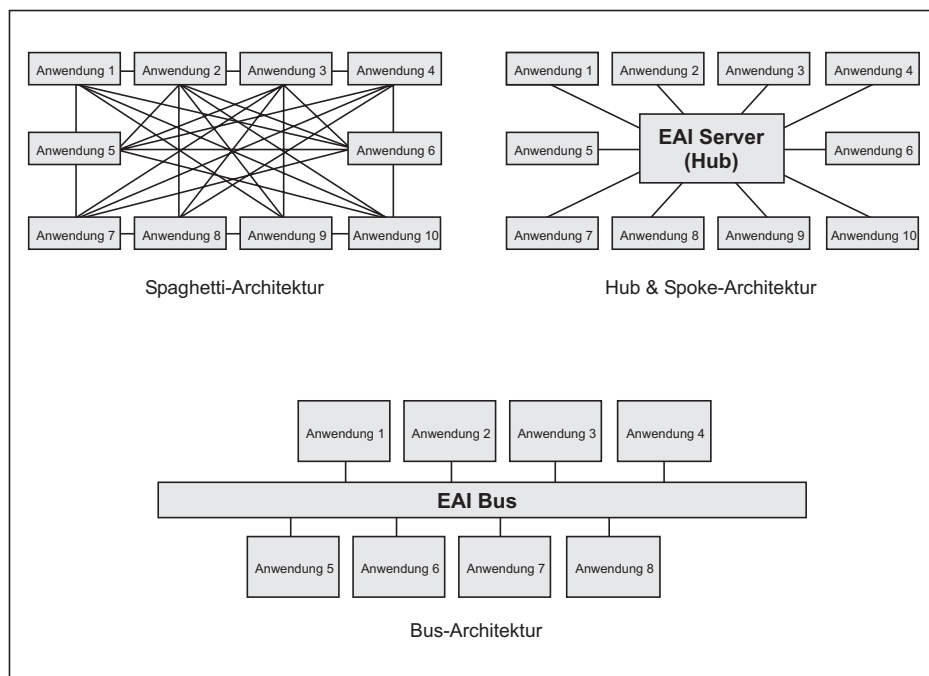 Anwendung 1
Anwendung 2
Anwendung 3
Anwendung 4
Anwendung 5
Anwendung 6
Anwendung 7
Anwendung 8
Anwendung 9
Anwendung 10
Spaghetti-Architektur
Anwendung 1
Anwendung 2
Anwendung 3
Anwendung 4
EAI Server
(Hub)
Anwendung 5
Anwendung 6
Anwendung 7
Anwendung 8
Anwendung 9
Anwendung 10
Hub & Spoke-Architektur
Anwendung 1
Anwendung 2
Anwendung 3
Anwendung 4
EAI Bus
Anwendung 5
Anwendung 6
Anwendung 7
Anwendung 8
Bus-Architektur